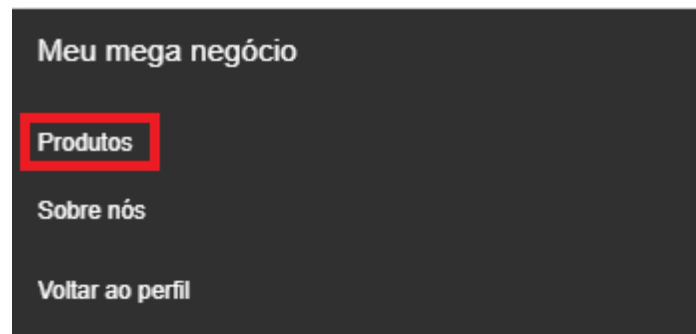 Meu mega negócio
Produtos
Sobre nós
Voltar ao perfil